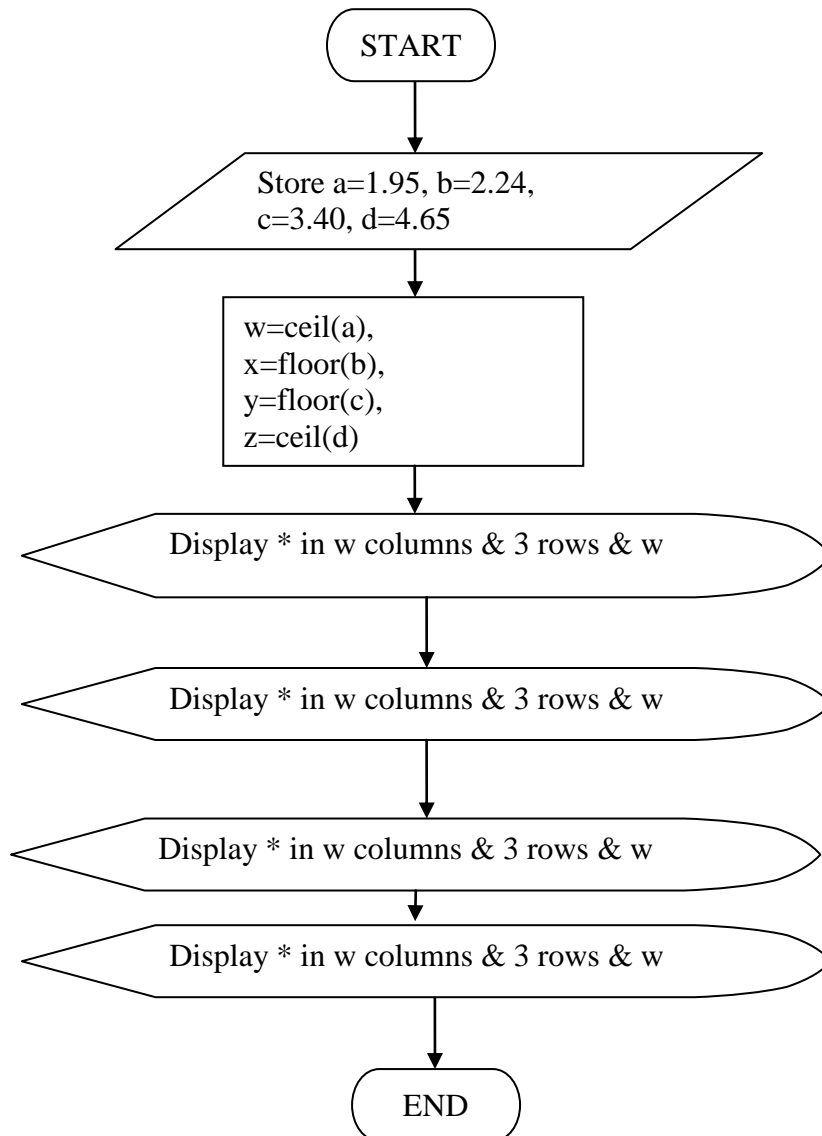 START
Store a=1.95, b=2.24,
c=3.40, d=4.65
w=ceil(a),
x=floor(b),
y=floor(c),
z=ceil(d)
Display * in w columns & 3 rows & w
Display * in w columns & 3 rows & w
Display * in w columns & 3 rows & w
Display * in w columns & 3 rows & w
END